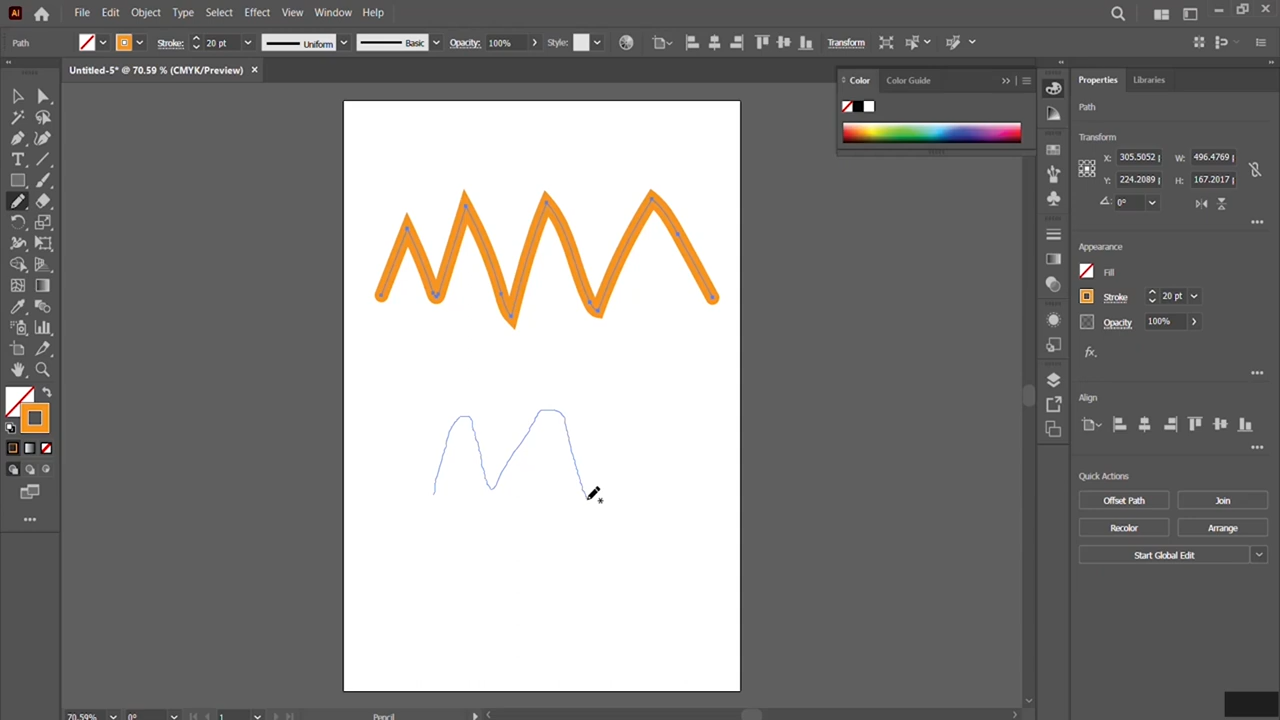 Ai File Edit Object Type Select Effect View Window Help
Path Stroke: 20 pt Uniform Basic Opacity: 100% Style: Transform
Untitled-5* @ 70.59 % (CMYK/Preview)
Color Color Guide
Properties Libraries
Path
Transform
X: 305.5052 W: 496.4769
Y: 224.2089 H: 167.2017
0°
Appearance
Fill
Stroke 20 pt
Opacity 100%
fx.
Align
Quick Actions
Offset Path Join
Recolor Arrange
Start Global Edit
70.59% 0° 1 Pencil